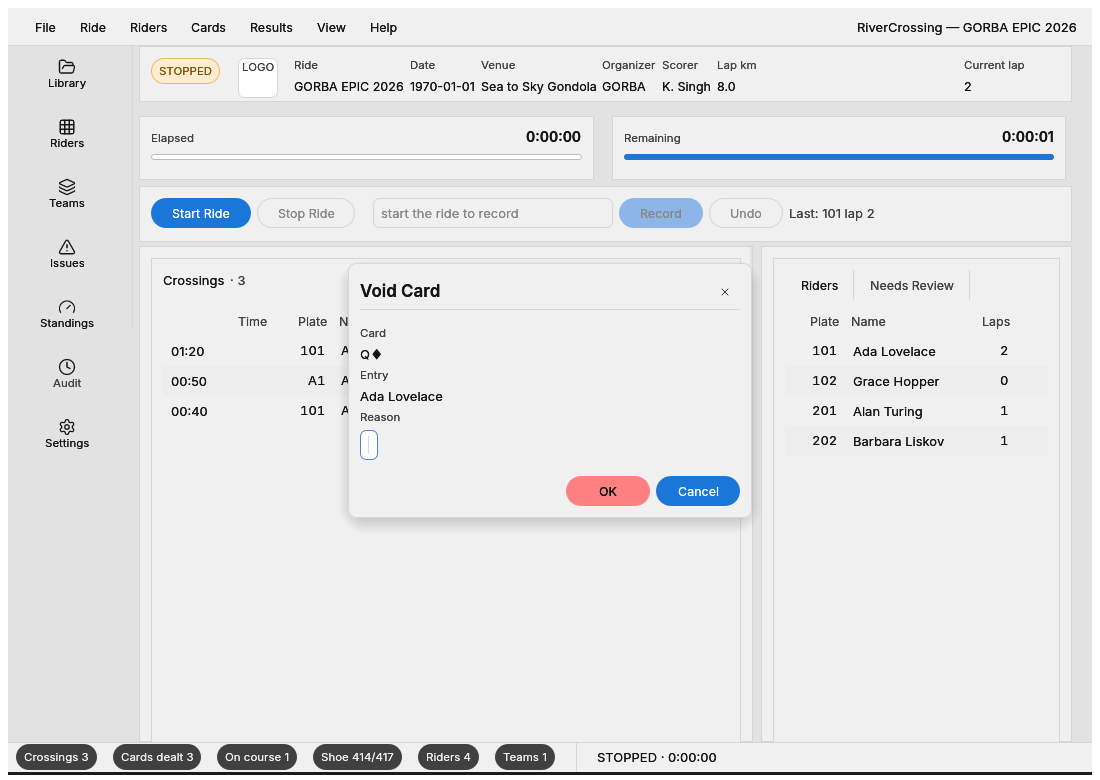 File Ride Riders Cards Results View Help RiverCrossing — GORBA EPIC 2026
Library
Riders
Teams
Issues
Standings
Audit
Settings
STOPPED LOGO
Ride Date Venue Organizer Scorer Lap km Current lap
GORBA EPIC 2026 1970-01-01 Sea to Sky Gondola GORBA K. Singh 8.0 2
Elapsed 0:00:00 Remaining 0:00:01
Start Ride Stop Ride start the ride to record Record Undo Last: 101 lap 2
Crossings · 3
Time Plate N
01:20 101 A
00:50 A1 A
00:40 101 A
Void Card ×
Card
Q♦
Entry
Ada Lovelace
Reason
OK Cancel
Riders Needs Review
Plate Name Laps
101 Ada Lovelace 2
102 Grace Hopper 0
201 Alan Turing 1
202 Barbara Liskov 1
Crossings 3 Cards dealt 3 On course 1 Shoe 414/417 Riders 4 Teams 1 STOPPED · 0:00:00